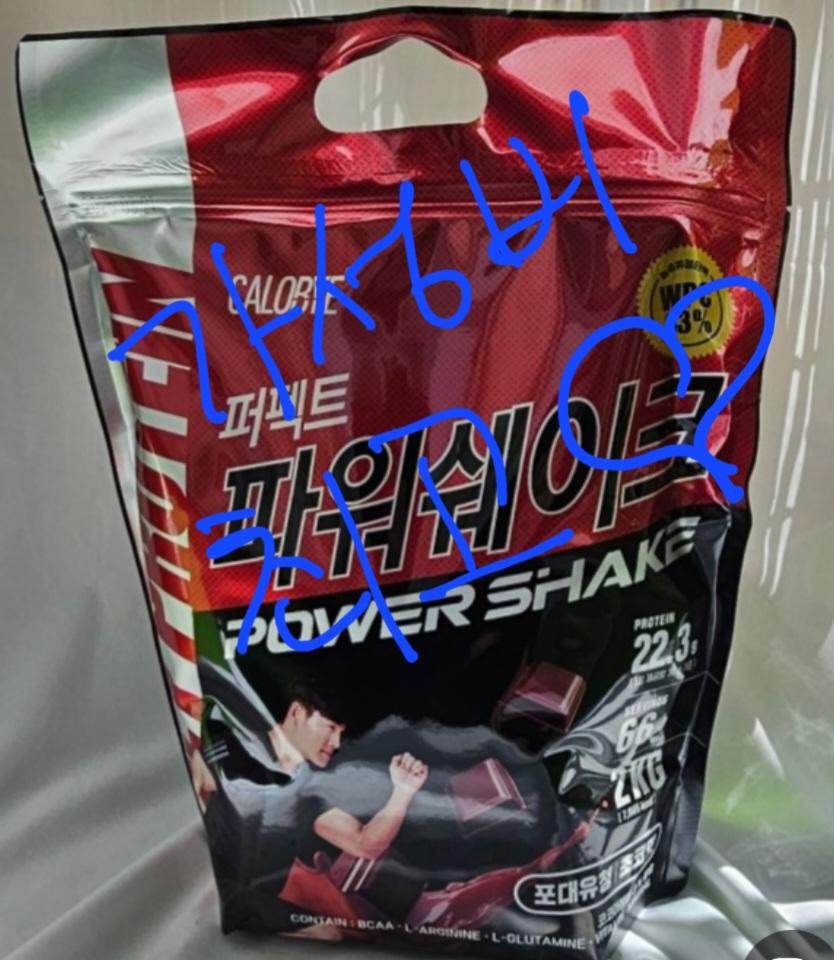 가성비
최고
CALOBYE
WPC
3%
퍼펙트
파워쉐이크
POWER SHAKE
PROTEIN
22.3g
SERVINGS
66
2KG
포대유청 초코맛
CONTAIN : BCAA · L-ARGININE · L-GLUTAMINE ·